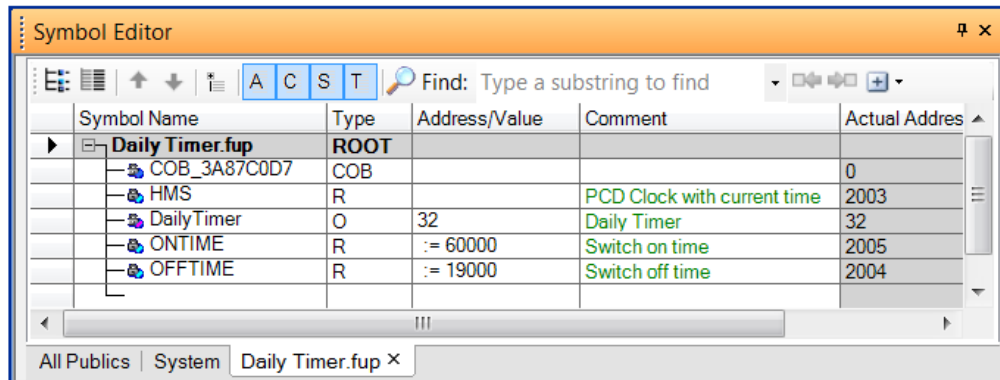 Symbol Editor
A C S T Find: Type a substring to find
Symbol Name Type Address/Value Comment Actual Addres
Daily Timer.fup ROOT
COB_3A87C0D7 COB 0
HMS R PCD Clock with current time 2003
DailyTimer O 32 Daily Timer 32
ONTIME R := 60000 Switch on time 2005
OFFTIME R := 19000 Switch off time 2004
All Publics System Daily Timer.fup